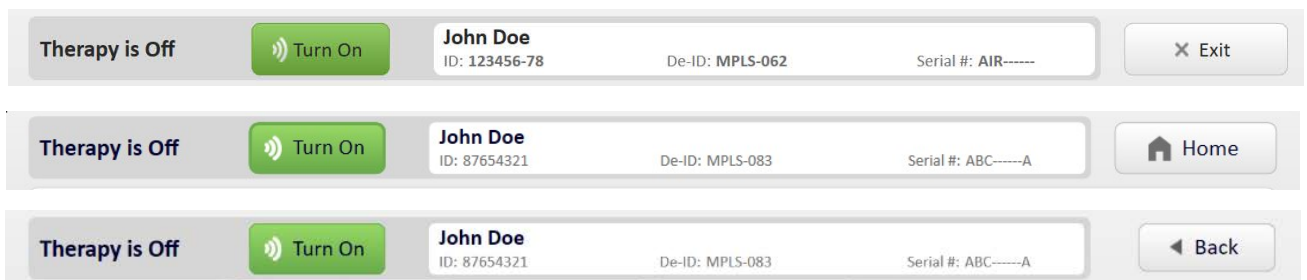 Therapy is Off Turn On John Doe Exit
ID: 123456-78 De-ID: MPLS-062 Serial #: AIR------
Therapy is Off Turn On John Doe Home
ID: 87654321 De-ID: MPLS-083 Serial #: ABC------A
Therapy is Off Turn On John Doe Back
ID: 87654321 De-ID: MPLS-083 Serial #: ABC------A